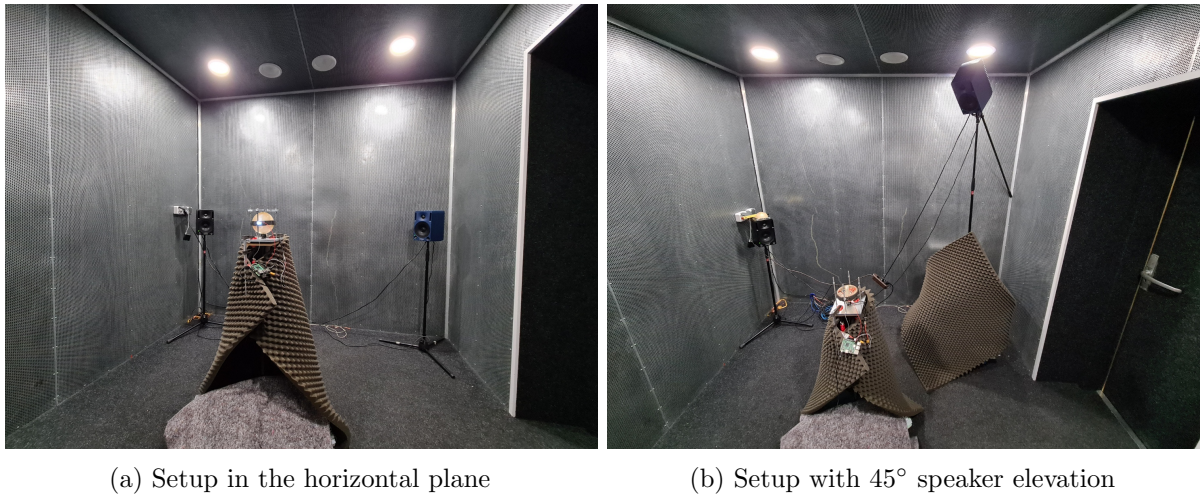 (a) Setup in the horizontal plane
(b) Setup with 45° speaker elevation